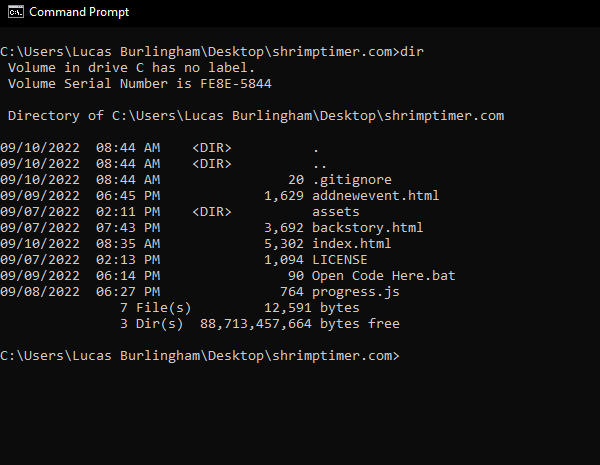 Command Prompt
C:\Users\Lucas Burlingham\Desktop\shrimptimer.com>dir
 Volume in drive C has no label.
 Volume Serial Number is FE8E-5844

 Directory of C:\Users\Lucas Burlingham\Desktop\shrimptimer.com

09/10/2022  08:44 AM    <DIR>          .
09/10/2022  08:44 AM    <DIR>          ..
09/10/2022  08:44 AM                20 .gitignore
09/09/2022  06:45 PM             1,629 addnewevent.html
09/07/2022  02:11 PM    <DIR>          assets
09/07/2022  07:43 PM             3,692 backstory.html
09/10/2022  08:35 AM             5,302 index.html
09/07/2022  02:13 PM             1,094 LICENSE
09/09/2022  06:14 PM                90 Open Code Here.bat
09/08/2022  06:27 PM               764 progress.js
               7 File(s)         12,591 bytes
               3 Dir(s)  88,713,457,664 bytes free

C:\Users\Lucas Burlingham\Desktop\shrimptimer.com>